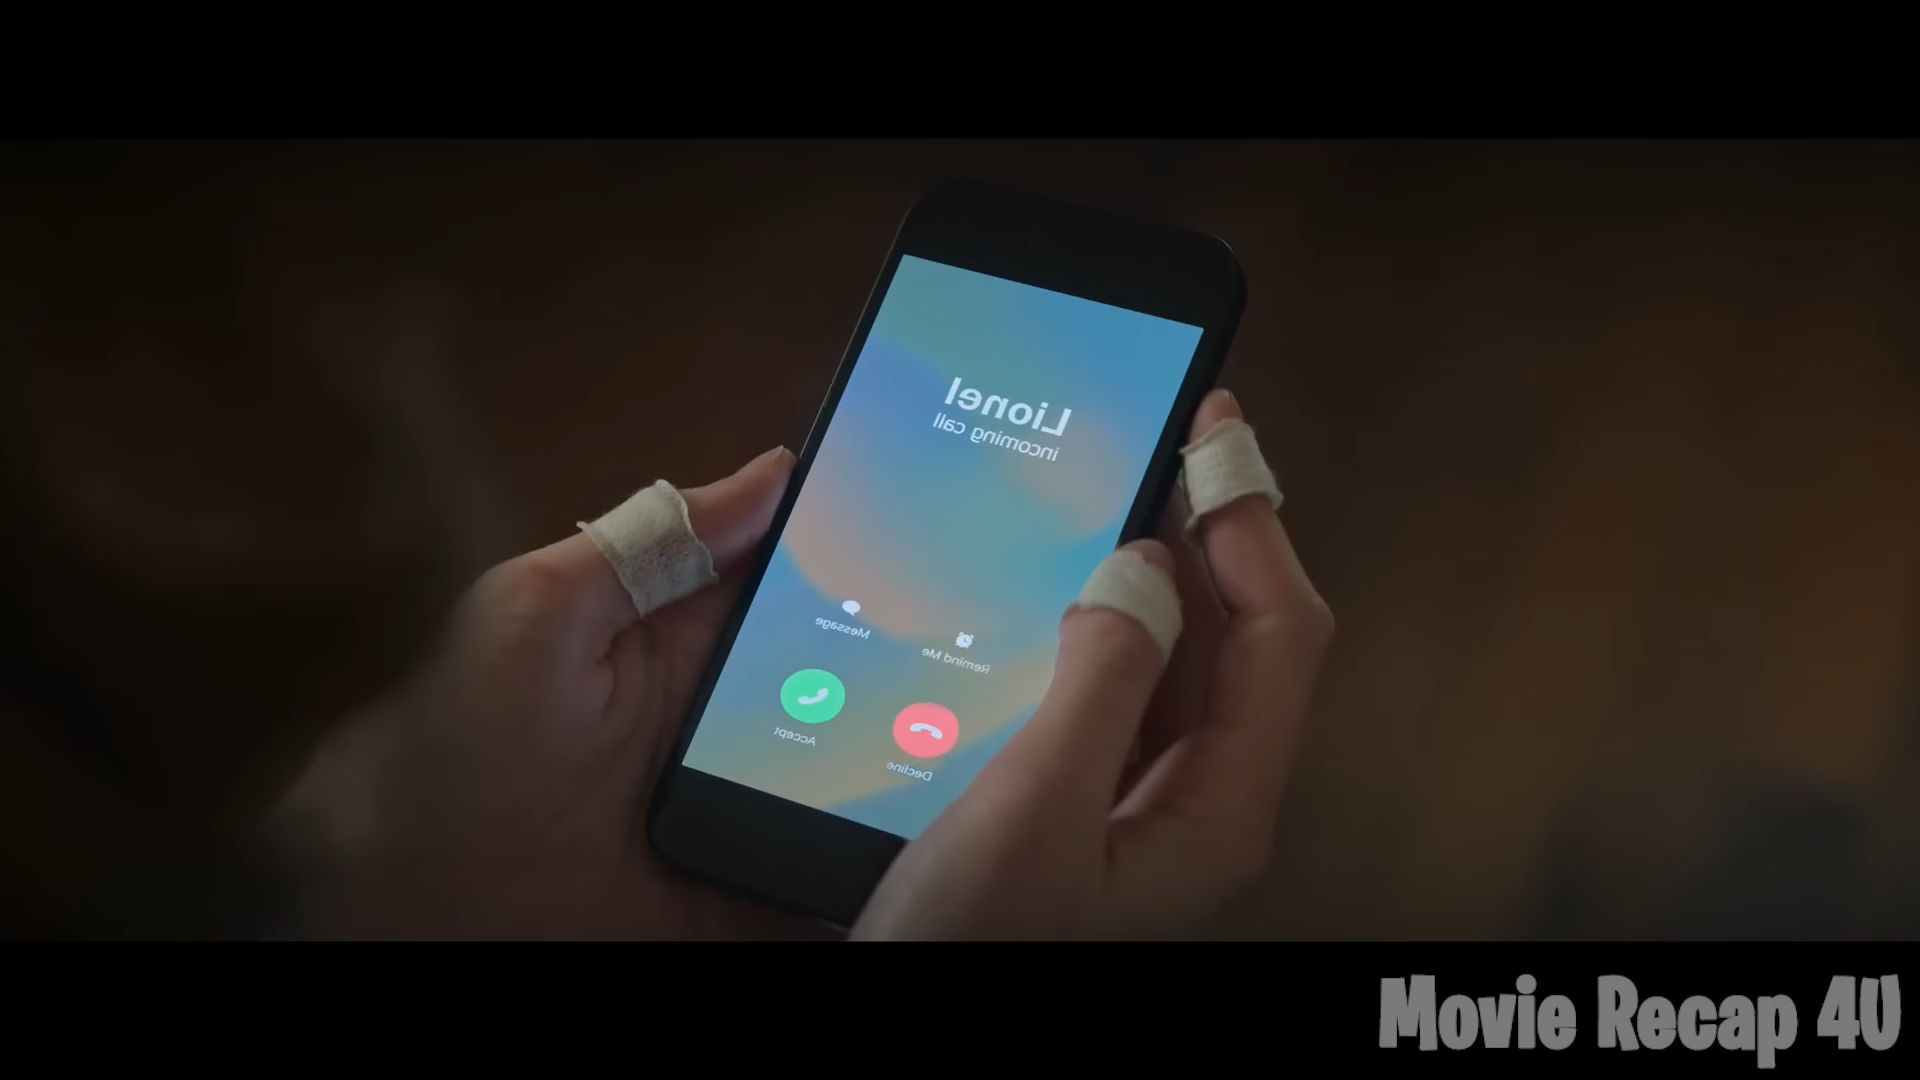 Lionel
incoming call
Message
Remind Me
Accept
Decline
Movie Recap 4U